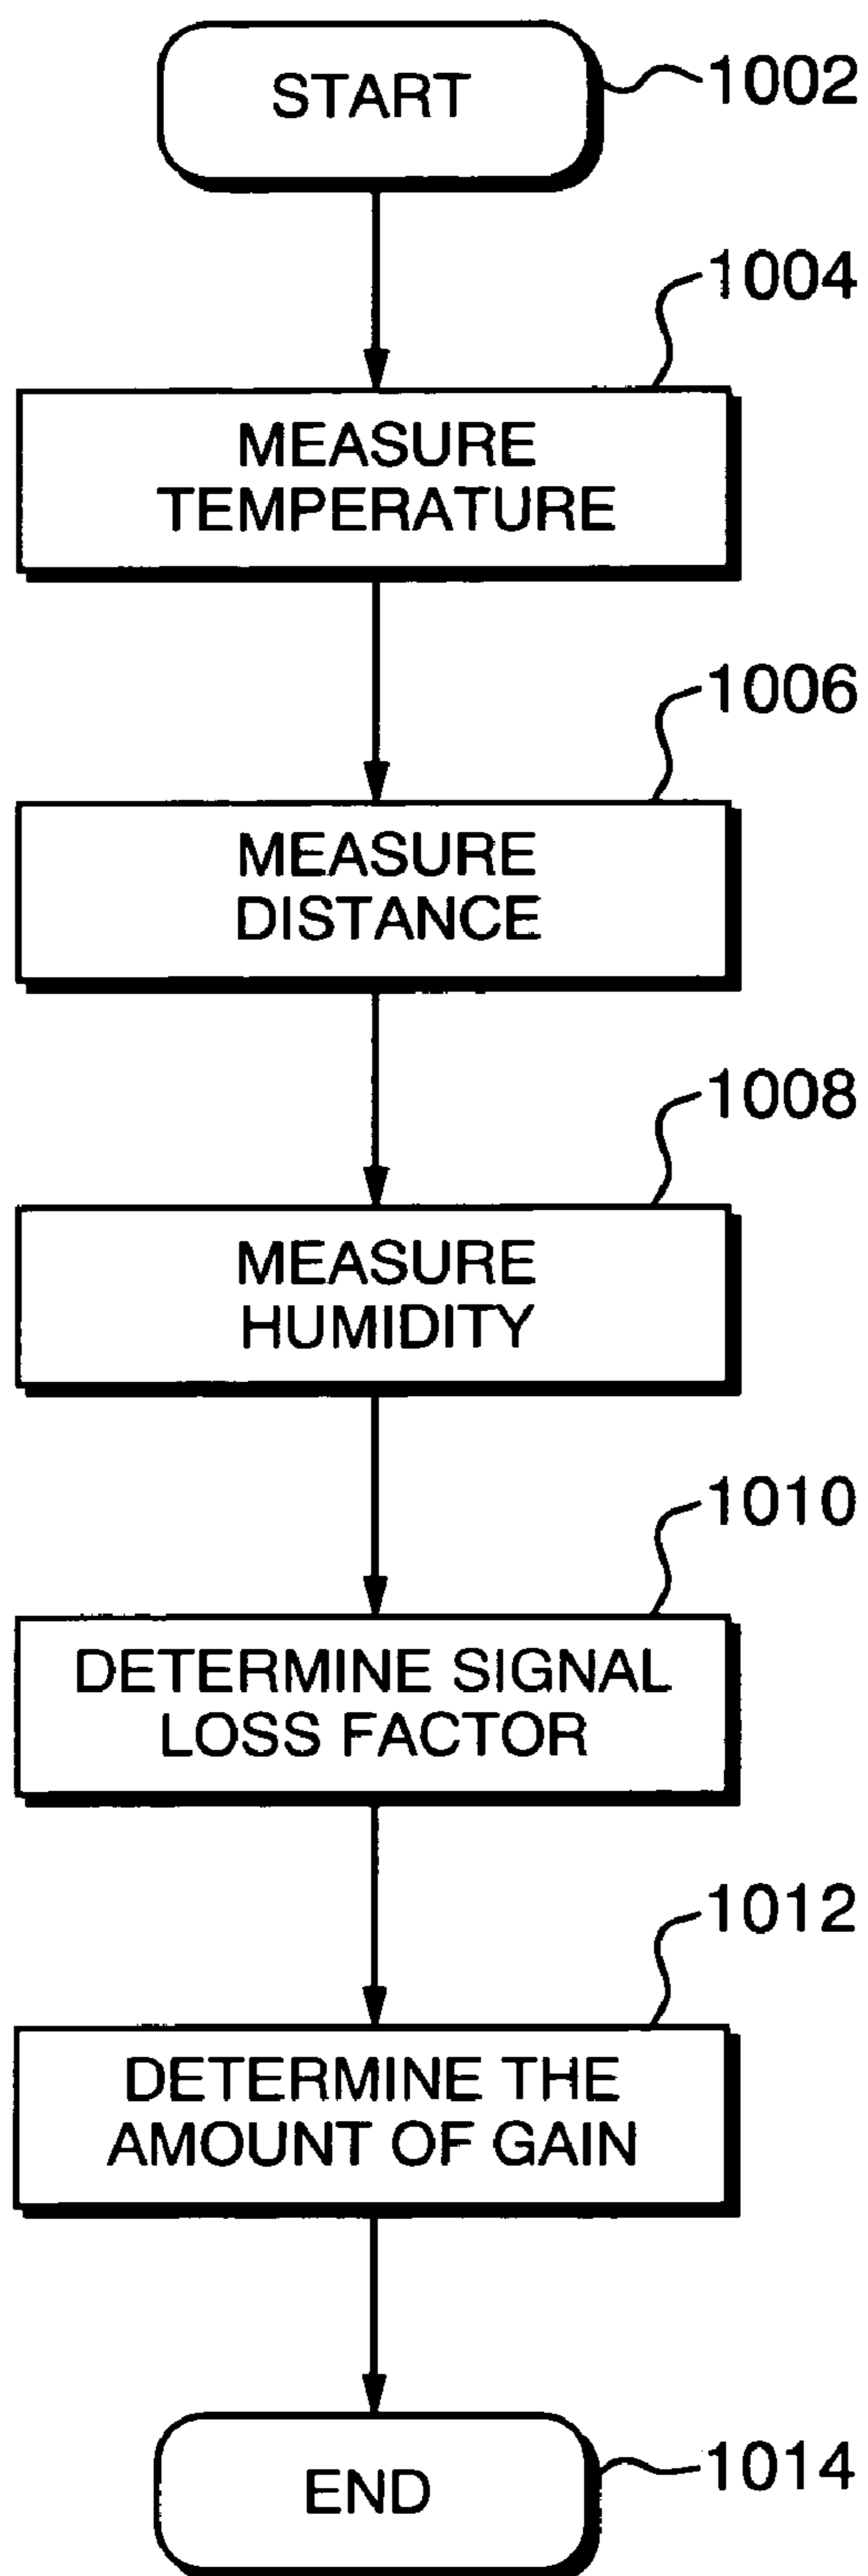 START
1002
1004
MEASURE
TEMPERATURE
1006
MEASURE
DISTANCE
1008
MEASURE
HUMIDITY
1010
DETERMINE SIGNAL
LOSS FACTOR
1012
DETERMINE THE
AMOUNT OF GAIN
END
1014